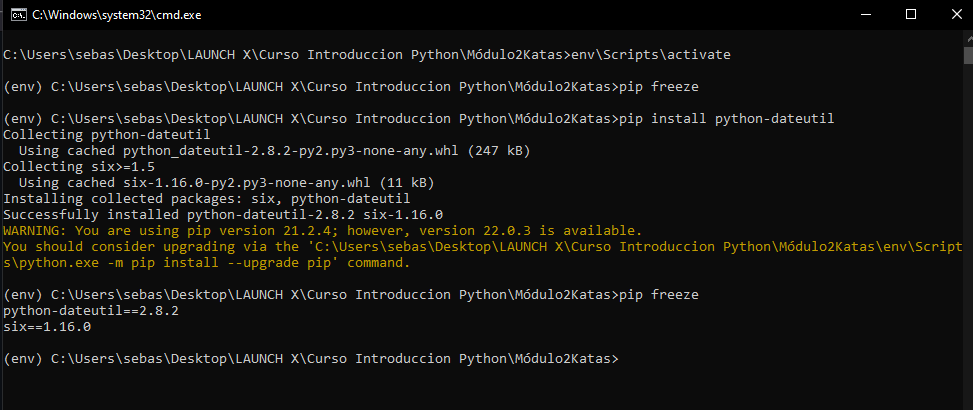 C:\Windows\system32\cmd.exe
C:\Users\sebas\Desktop\LAUNCH X\Curso Introduccion Python\Módulo2Katas>env\Scripts\activate
(env) C:\Users\sebas\Desktop\LAUNCH X\Curso Introduccion Python\Módulo2Katas>pip freeze
(env) C:\Users\sebas\Desktop\LAUNCH X\Curso Introduccion Python\Módulo2Katas>pip install python-dateutil
Collecting python-dateutil
  Using cached python_dateutil-2.8.2-py2.py3-none-any.whl (247 kB)
Collecting six>=1.5
  Using cached six-1.16.0-py2.py3-none-any.whl (11 kB)
Installing collected packages: six, python-dateutil
Successfully installed python-dateutil-2.8.2 six-1.16.0
WARNING: You are using pip version 21.2.4; however, version 22.0.3 is available.
You should consider upgrading via the 'C:\Users\sebas\Desktop\LAUNCH X\Curso Introduccion Python\Módulo2Katas\env\Script
s\python.exe -m pip install --upgrade pip' command.
(env) C:\Users\sebas\Desktop\LAUNCH X\Curso Introduccion Python\Módulo2Katas>pip freeze
python-dateutil==2.8.2
six==1.16.0
(env) C:\Users\sebas\Desktop\LAUNCH X\Curso Introduccion Python\Módulo2Katas>